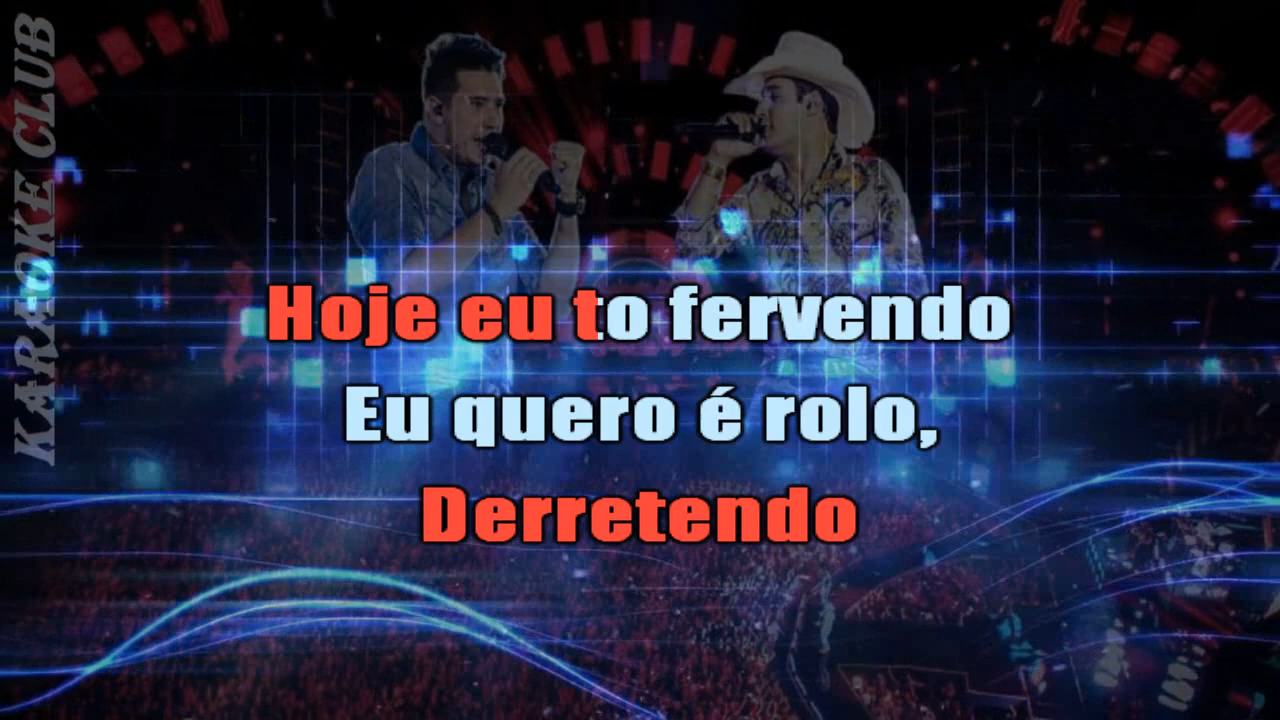 KARAOKE CLUB
Hoje eu to fervendo
Eu quero é rolo,
Derretendo